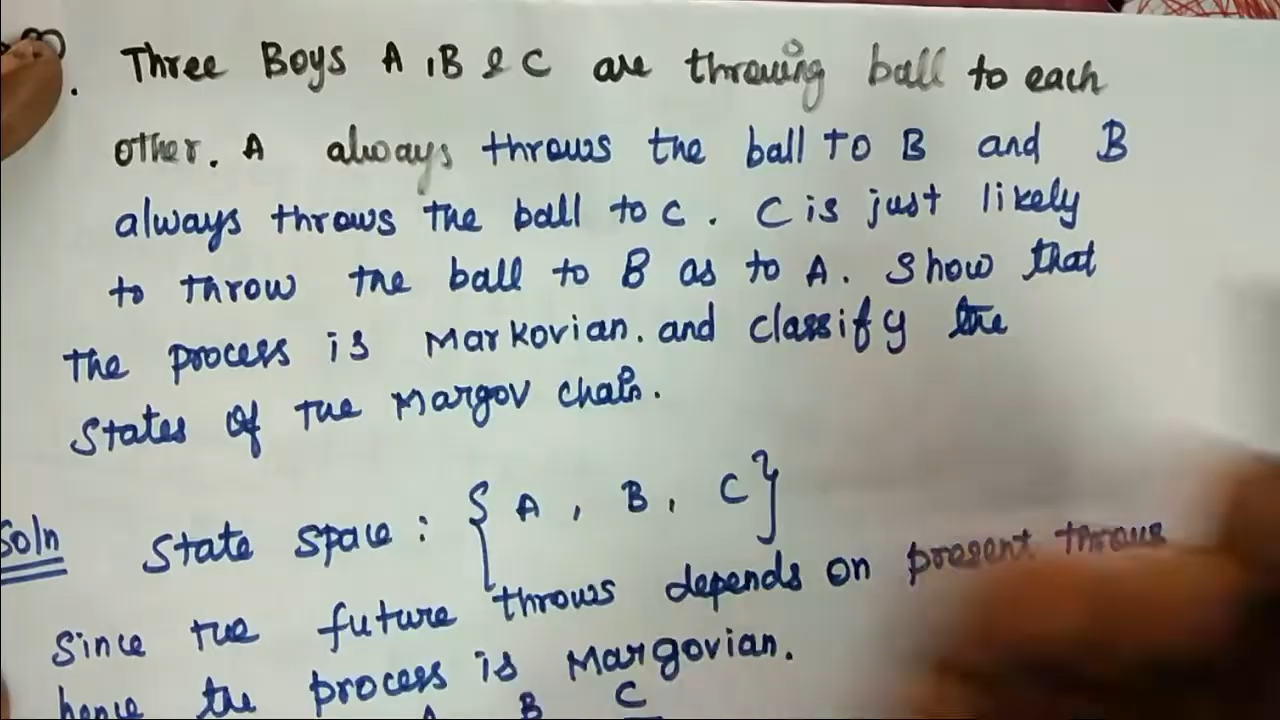 Three Boys A, B & C are throwing ball to each
other. A always throws the ball to B and B
always throws the ball to C. C is just likely
to throw the ball to B as to A. Show that
the process is Markovian. and classify the
States of the Margov chain.
Soln State space : { A, B, C }
Since the future throws depends on present throws
hence the process is Margovian.
A B C